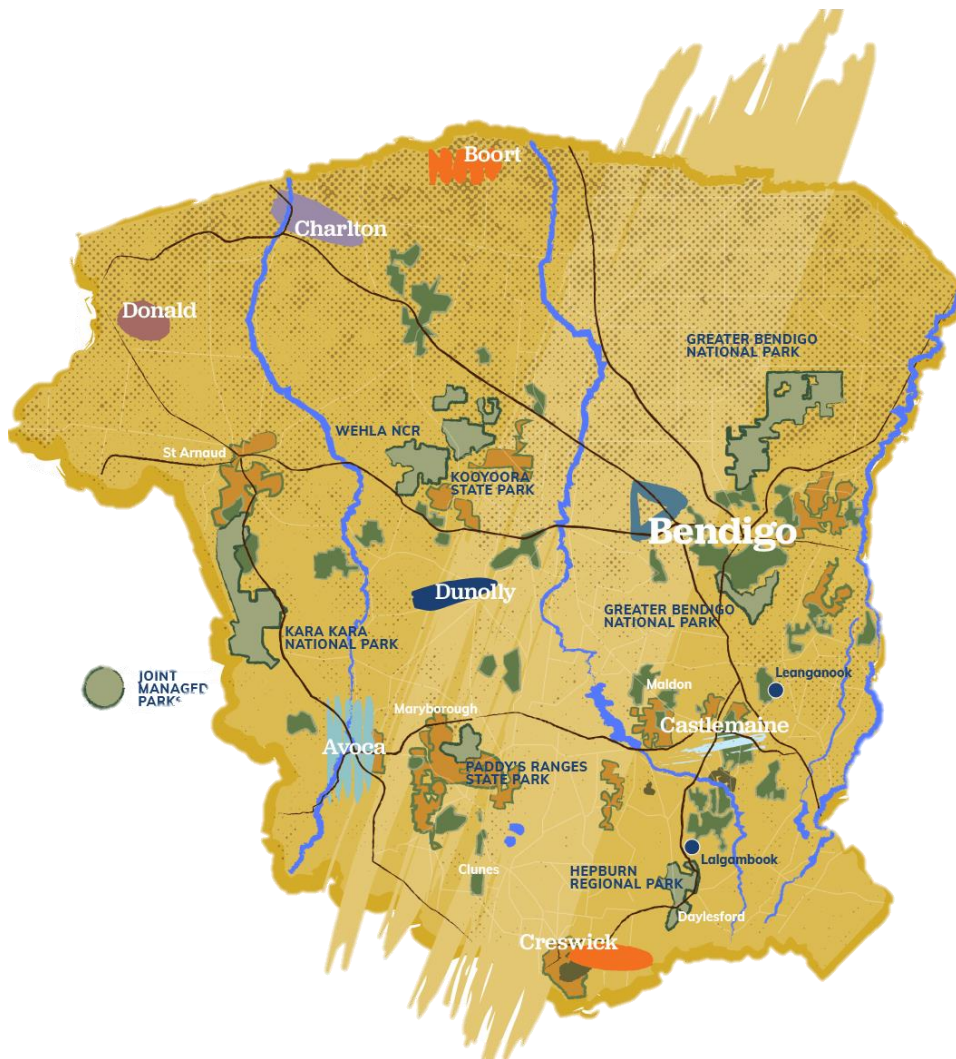 Boort
Charlton
Donald
GREATER BENDIGO
NATIONAL PARK
WEHLA NCR
St Arnaud
KOOYOORA
STATE PARK
Bendigo
Dunolly
GREATER BENDIGO
NATIONAL PARK
KARA KARA
NATIONAL PARK
Leanganook
JOINT
MANAGED
PARKS
Maldon
Maryborough
Castlemaine
Avoca
PADDY'S RANGES
STATE PARK
Lalgambook
Clunes
HEPBURN
REGIONAL PARK
Daylesford
Creswick